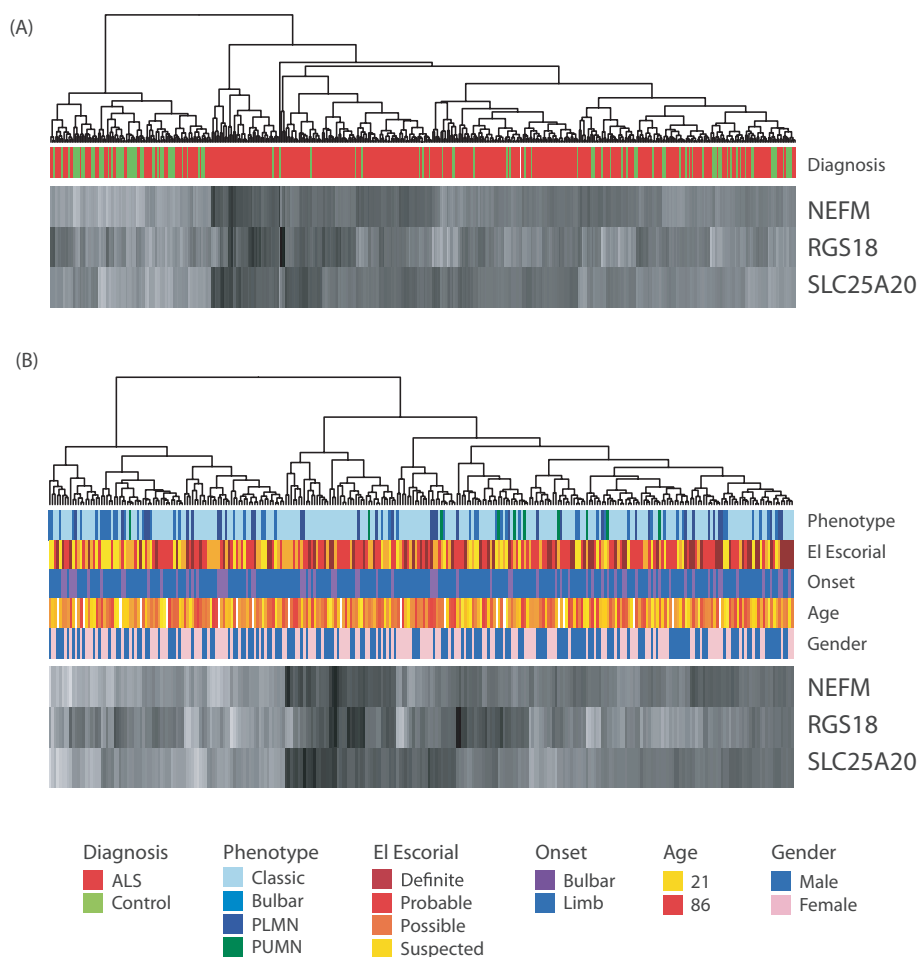 (A)
Diagnosis
NEFM
RGS18
SLC25A20
(B)
Phenotype
El Escorial
Onset
Age
Gender
NEFM
RGS18
SLC25A20
Diagnosis
ALS
Control
Phenotype
Classic
Bulbar
PLMN
PUMN
El Escorial
Definite
Probable
Possible
Suspected
Onset
Bulbar
Limb
Age
21
86
Gender
Male
Female